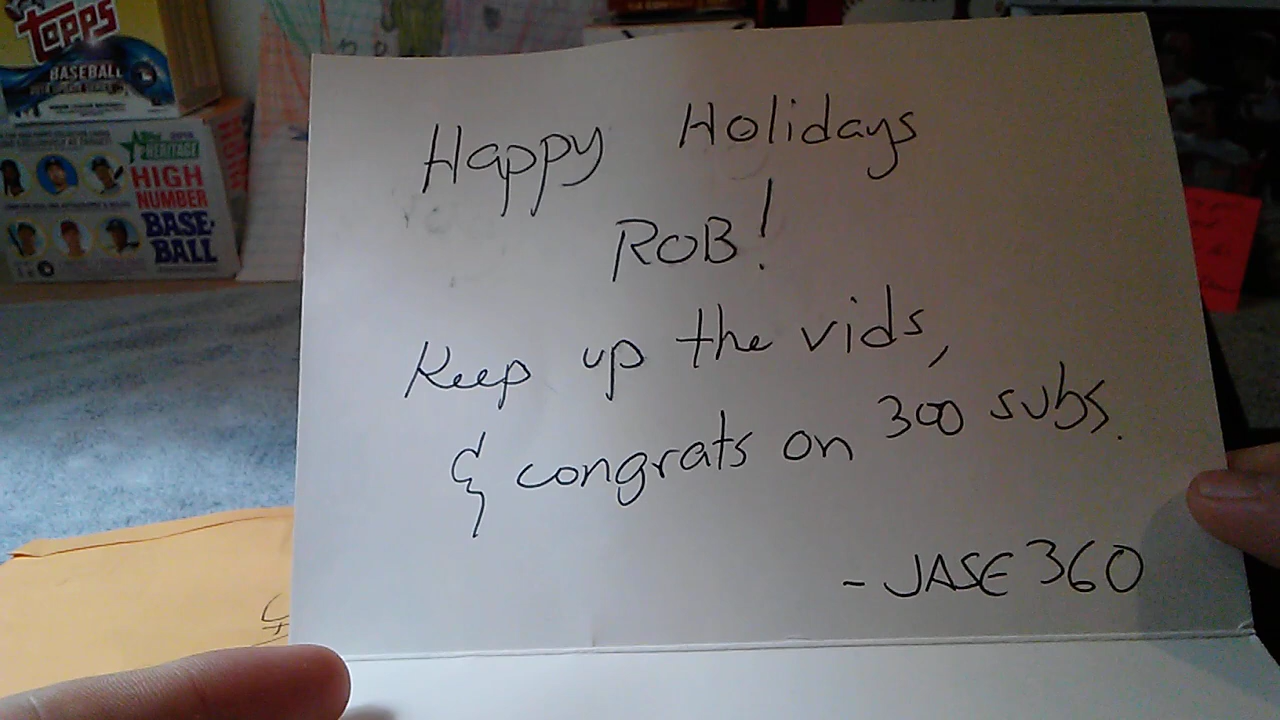 TOPPS
BASEBALL
Topps
HERITAGE
HIGH
NUMBER
BASE-
BALL
Happy Holidays
ROB!
Keep up the vids,
& congrats on 300 subs.
- JASE360